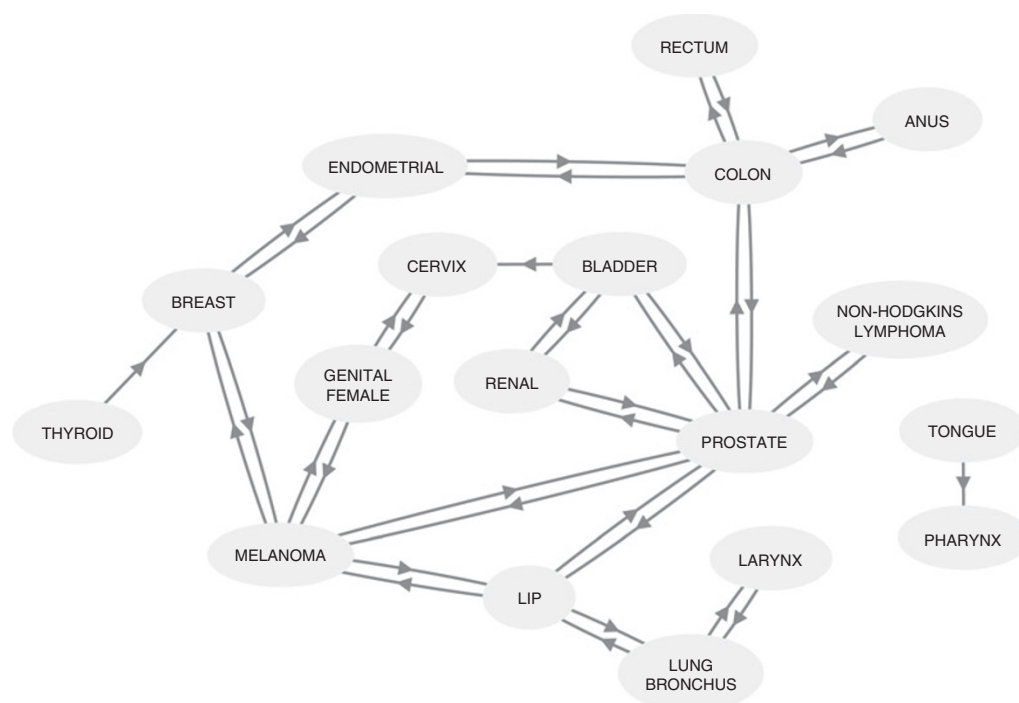 RECTUM
ANUS
ENDOMETRIAL
COLON
CERVIX
BLADDER
BREAST
NON-HODGKINS
LYMPHOMA
GENITAL
FEMALE
RENAL
THYROID
PROSTATE
TONGUE
MELANOMA
LARYNX
PHARYNX
LIP
LUNG
BRONCHUS